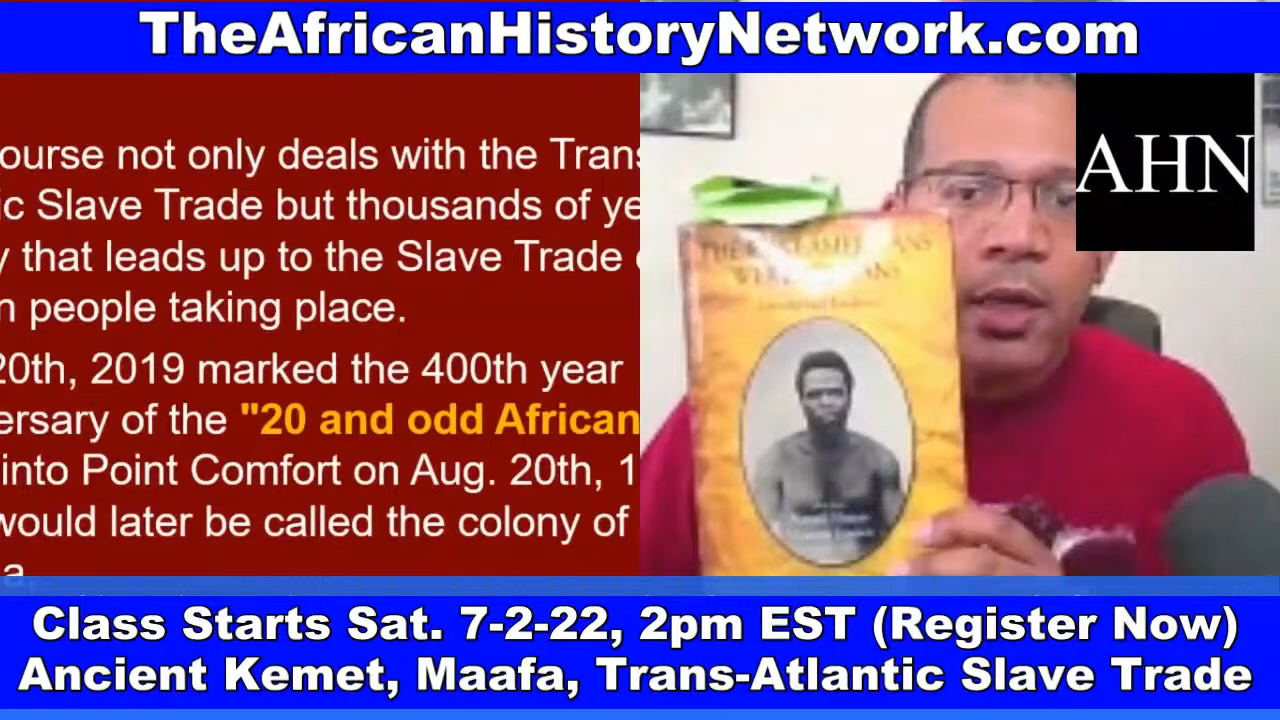 TheAfricanHistoryNetwork.com
ourse not only deals with the Trans
ic Slave Trade but thousands of ye
y that leads up to the Slave Trade
n people taking place.
20th, 2019 marked the 400th year
ersary of the "20 and odd African
into Point Comfort on Aug. 20th, 1
would later be called the colony of
a.
AHN
Class Starts Sat. 7-2-22, 2pm EST (Register Now)
Ancient Kemet, Maafa, Trans-Atlantic Slave Trade